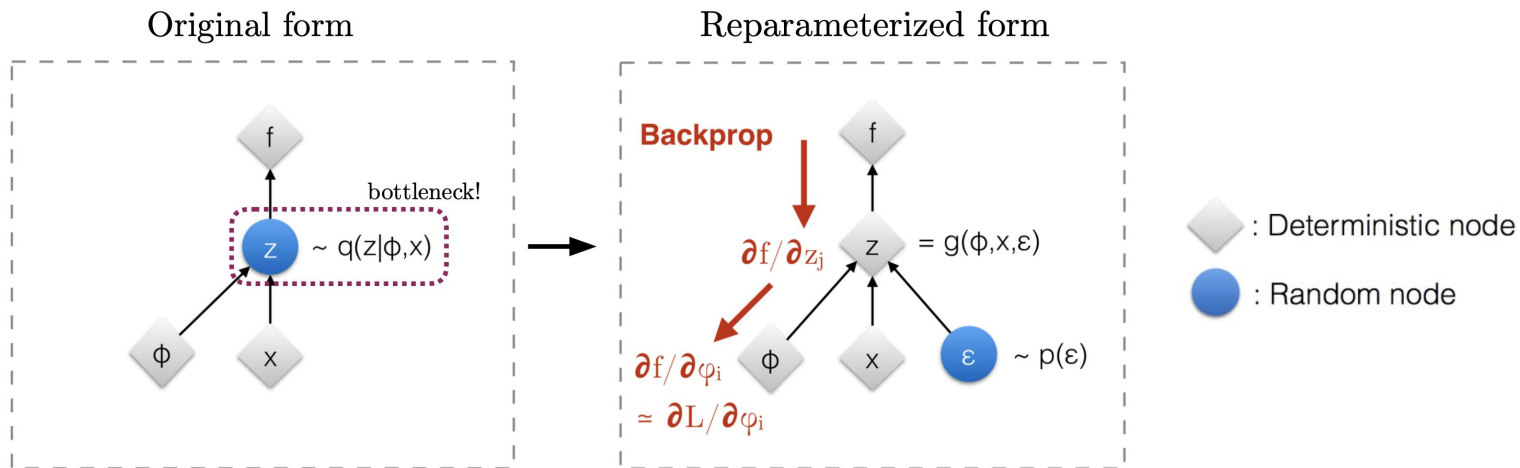 Original form
f
bottleneck!
z ~ q(z|ϕ,x)
ϕ x
Reparameterized form
Backprop
f
∂f/∂zⱼ
z = g(ϕ,x,ε)
∂f/∂φᵢ
≃ ∂L/∂φᵢ
ϕ x ε ~ p(ε)
: Deterministic node
: Random node